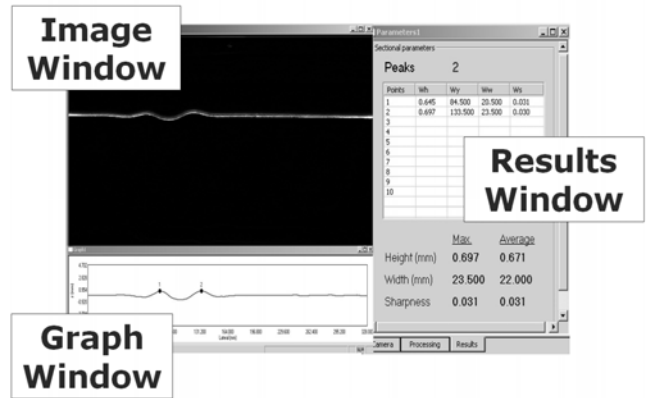 Image
Window
Parameters1
Sectional parameters
Peaks 2
Points Wh Wy Ww Ws
1 0.645 84.500 20.500 0.031
2 0.697 133.500 23.500 0.030
3
4
5
6
7
8
9
10
Results
Window
Max. Average
Height (mm) 0.697 0.671
Width (mm) 23.500 22.000
Sharpness 0.031 0.031
1 2
Graph
Window
Camera Processing Results